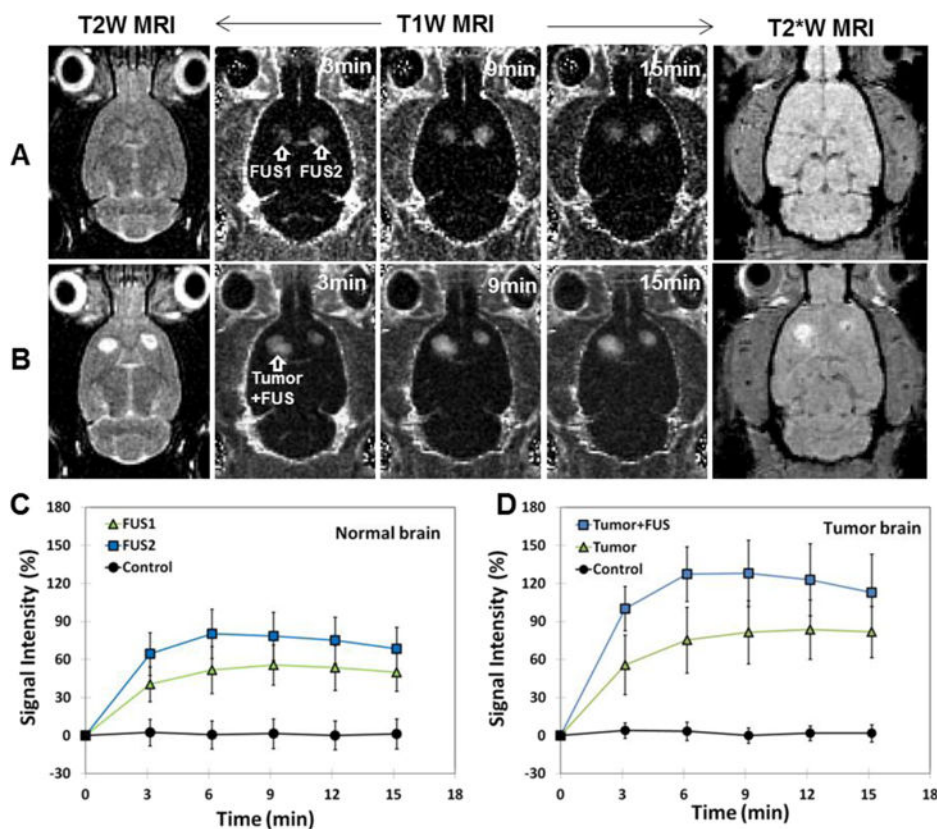 T2W MRI
T1W MRI
T2*W MRI
A
3min
9min
15min
FUS1 FUS2
B
3min
9min
15min
Tumor
+FUS
C
180
150
120
90
60
30
0
-30
Signal Intensity (%)
FUS1
FUS2
Control
Normal brain
0 3 6 9 12 15 18
Time (min)
D
180
150
120
90
60
30
0
-30
Signal Intensity (%)
Tumor+FUS
Tumor
Control
Tumor brain
0 3 6 9 12 15 18
Time (min)